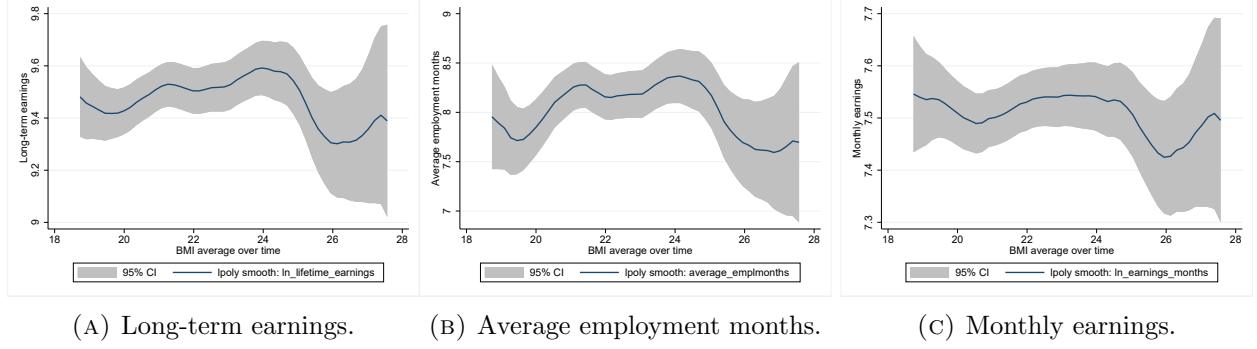 Long-term earnings
9 9.2 9.4 9.6 9.8
18 20 22 24 26 28
BMI average over time
95% CI lpoly smooth: ln_lifetime_earnings
(A) Long-term earnings.
Average employment months
7 7.5 8 8.5 9
18 20 22 24 26 28
BMI average over time
95% CI lpoly smooth: average_emplmonths
(B) Average employment months.
Monthly earnings
7.3 7.4 7.5 7.6 7.7
18 20 22 24 26 28
BMI average over time
95% CI lpoly smooth: ln_earnings_months
(C) Monthly earnings.